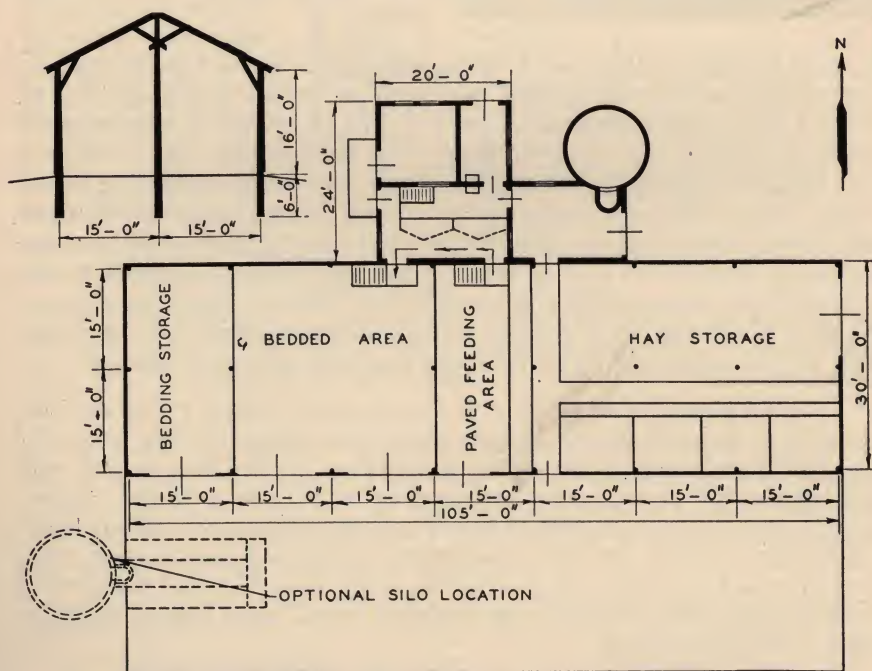 N
20'-0"
16'-0"
6'-0"
24'-0"
15'-0"
15'-0"
15'-0"
15'-0"
BEDDING STORAGE
℄ BEDDED AREA
PAVED FEEDING
AREA
HAY STORAGE
30'-0"
15'-0"
15'-0"
15'-0"
15'-0"
15'-0"
15'-0"
15'-0"
105'-0"
OPTIONAL SILO LOCATION